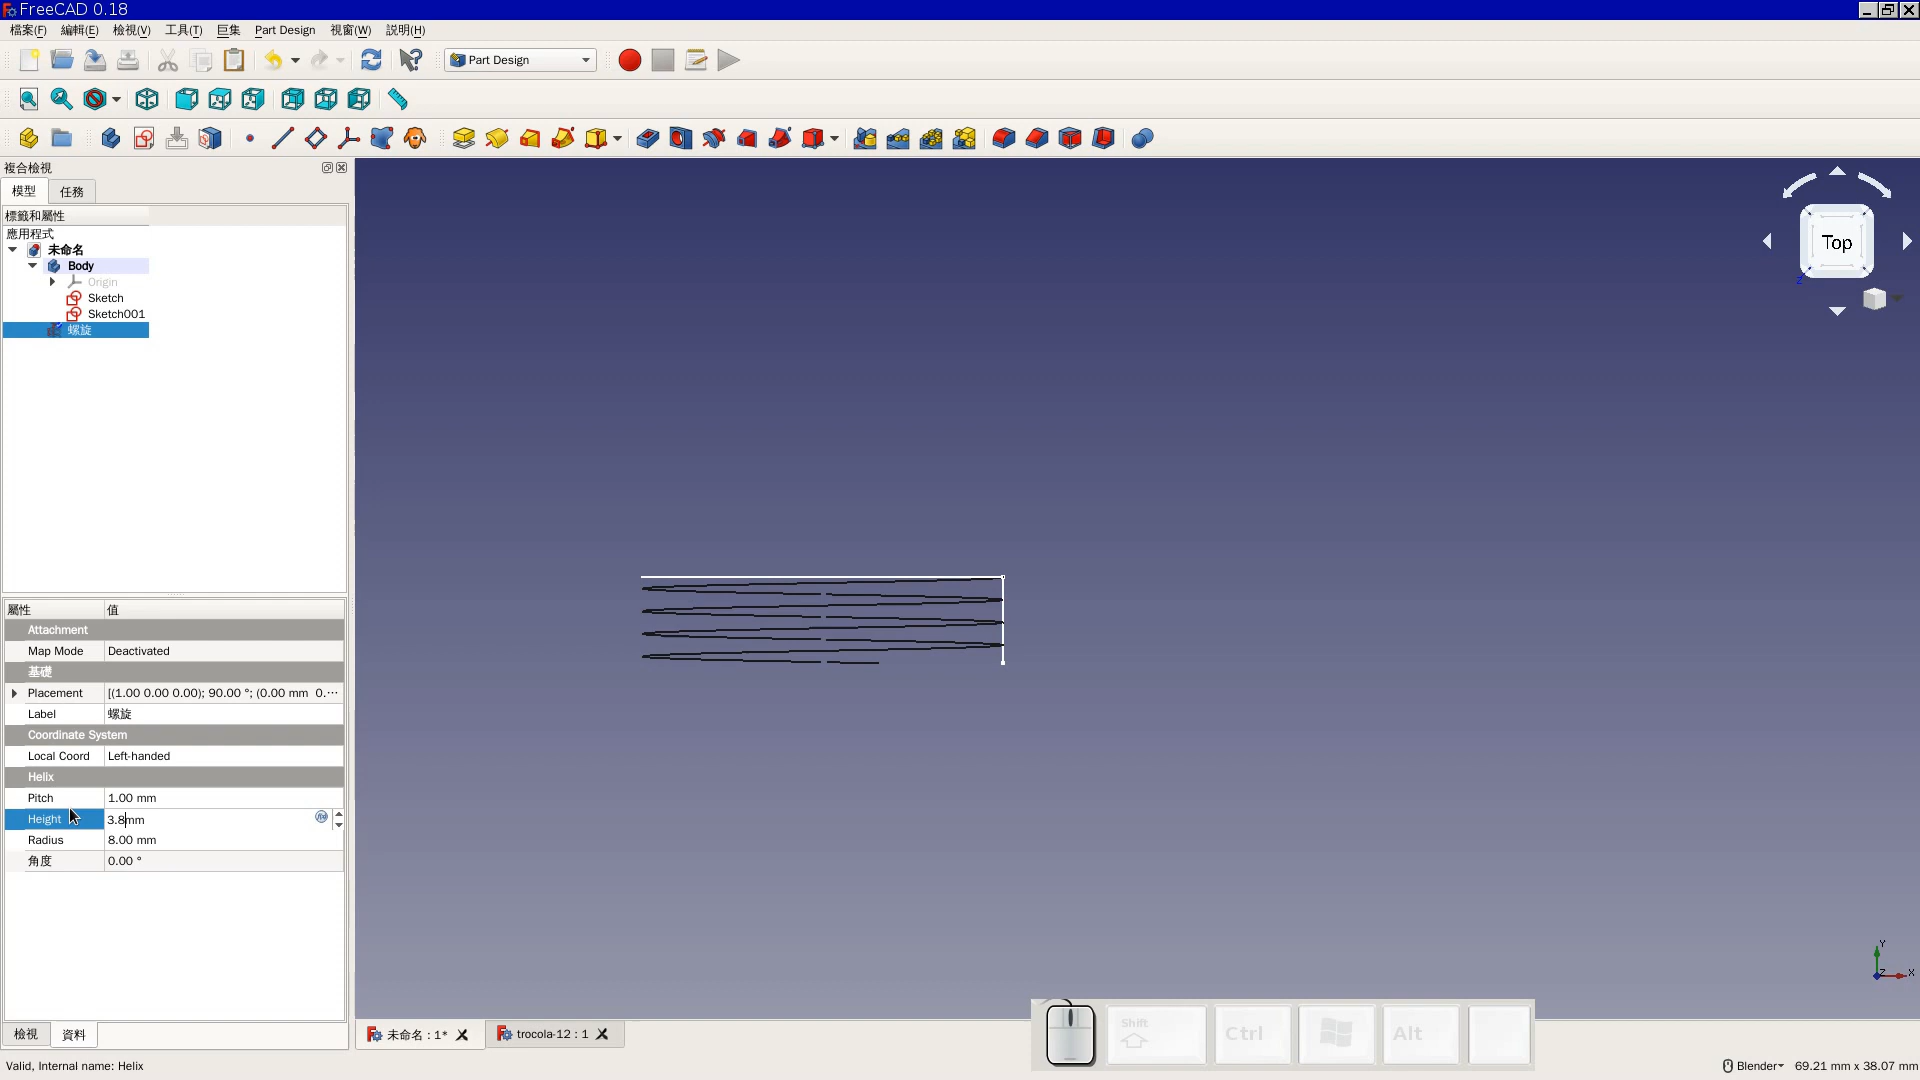 FreeCAD 0.18
檔案(F) 編輯(E) 檢視(V) 工具(T) 巨集 Part Design 視窗(W) 説明(H)
Part Design
複合檢視
模型 任務
標籤和屬性
應用程式
未命名
Body
Origin
Sketch
Sketch001
螺旋
Top
Z
屬性 值
Attachment
Map Mode Deactivated
基礎
Placement [(1.00 0.00 0.00); 90.00 °; (0.00 mm 0.⋯
Label 螺旋
Coordinate System
Local Coord Left-handed
Helix
Pitch 1.00 mm
Height 3.8mm
Radius 8.00 mm
角度 0.00 °
Y
Z X
檢視 資料
未命名 : 1* trocola-12 : 1
Shift
Ctrl Alt
Valid, Internal name: Helix
Blender 69.21 mm x 38.07 mm